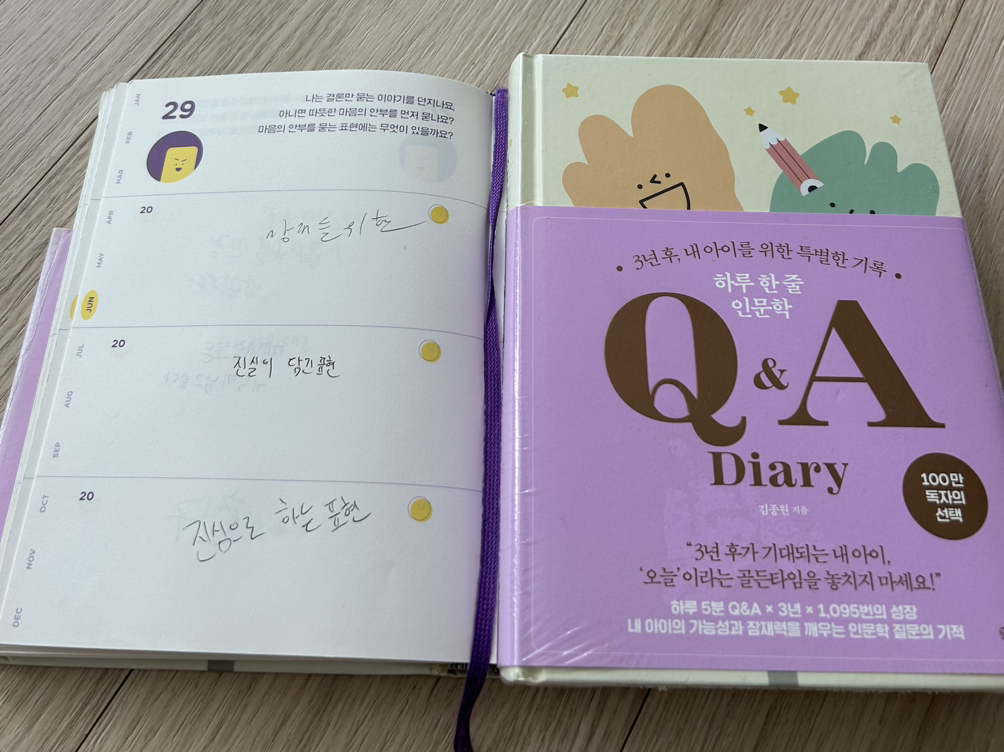 JAN
FEB
MAR
APR
MAY
JUN
JUL
AUG
SEP
OCT
NOV
DEC
29
나는 결론만 묻는 이야기를 던지나요,
아니면 따뜻한 마음의 안부를 먼저 묻나요?
마음의 안부를 묻는 표현에는 무엇이 있을까요?
20
20
진실이 담긴 표현
20
진심으로 하는 표현
3년 후, 내 아이를 위한 특별한 기록
하루 한 줄
인문학
Q & A
Diary
김종원 지음
100만
독자의
선택
“3년 후가 기대되는 내 아이,
‘오늘’이라는 골든타임을 놓치지 마세요!”
하루 5분 Q&A × 3년 × 1,095번의 성장
내 아이의 가능성과 잠재력을 깨우는 인문학 질문의 기적